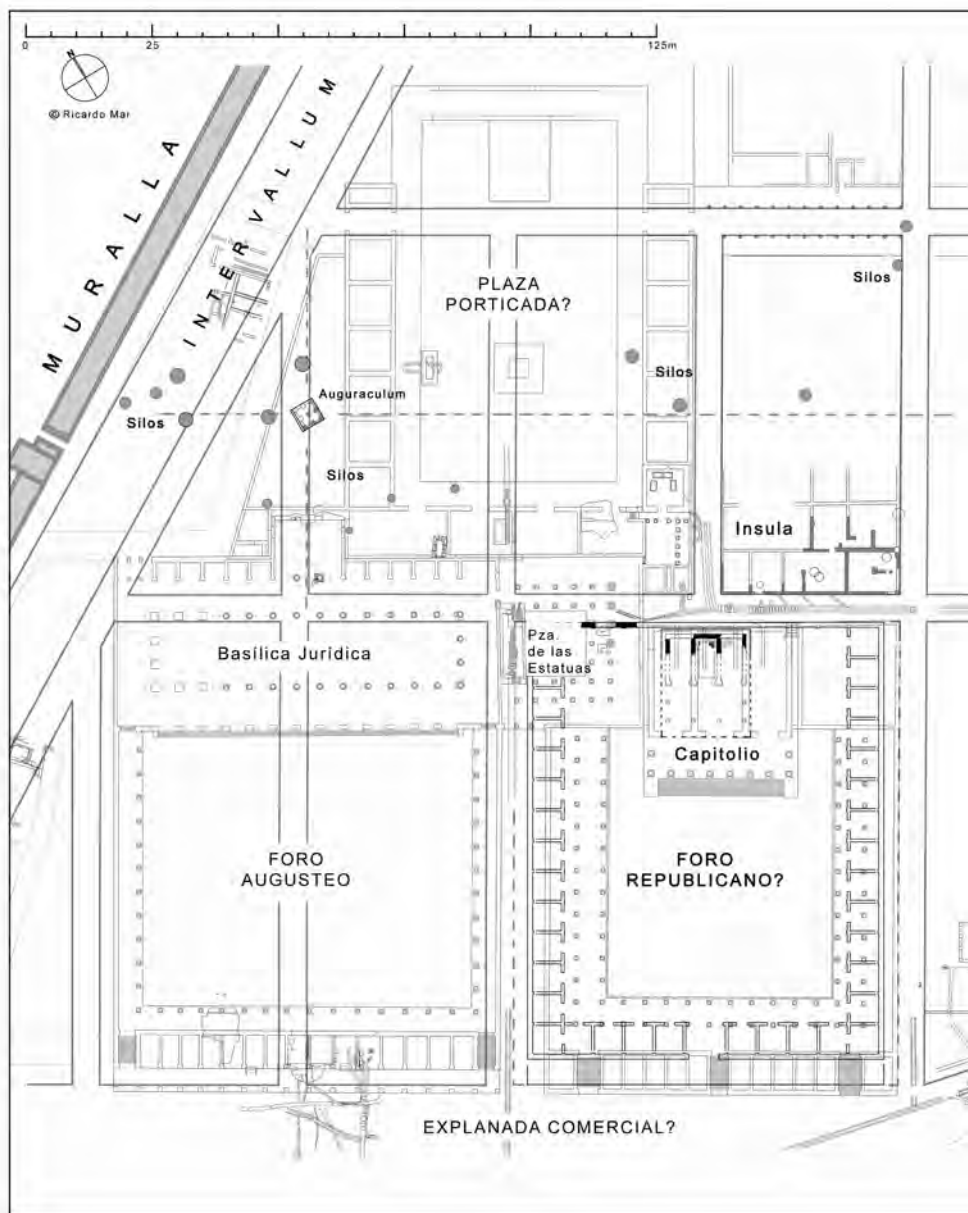 0 25 125m
N
© Ricardo Mar
MURALLA
INTERVALLUM
PLAZA
PORTICADA?
Silos
Silos
Auguraculum
Silos
Silos
Insula
Pza.
de las
Estatuas
Basílica Jurídica
Capitolio
FORO
AUGUSTEO
FORO
REPUBLICANO?
EXPLANADA COMERCIAL?